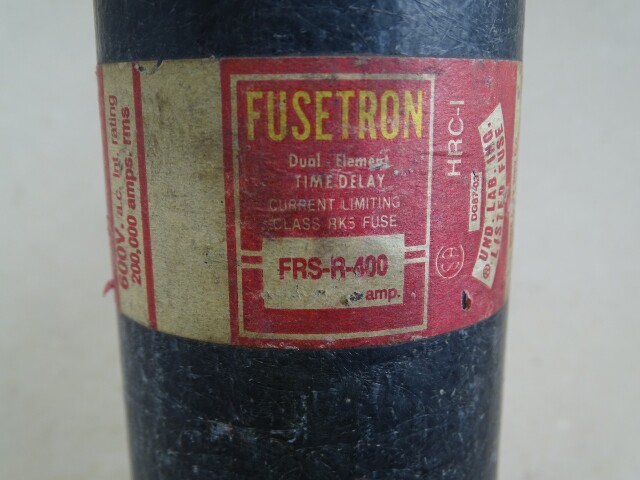 600V. a.c. int. rating
200,000 amps. rms
FUSETRON
Dual - Element
TIME DELAY
CURRENT LIMITING
CLASS RK5 FUSE
FRS-R-400
amp.
HRC-I
UND. LAB. INC.
LISTED FUSE